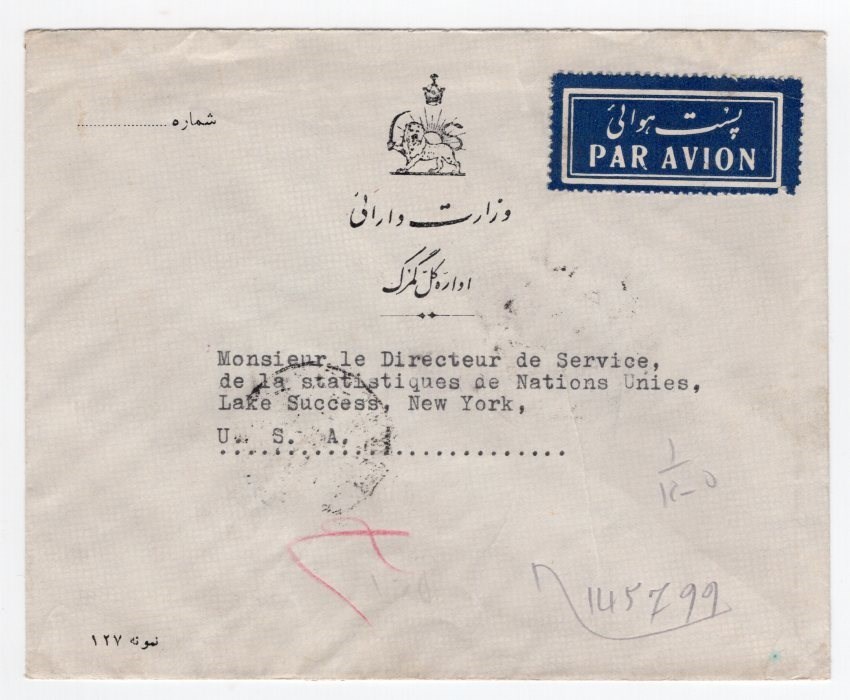 شماره ....................
پست هوائی
PAR AVION
وزارت دارائی
اداره کل گمرک
Monsieur le Directeur de Service,
de la statistiques de Nations Unies,
Lake Success, New York,
U. S. A.
145799
نمونه ۱۲۷